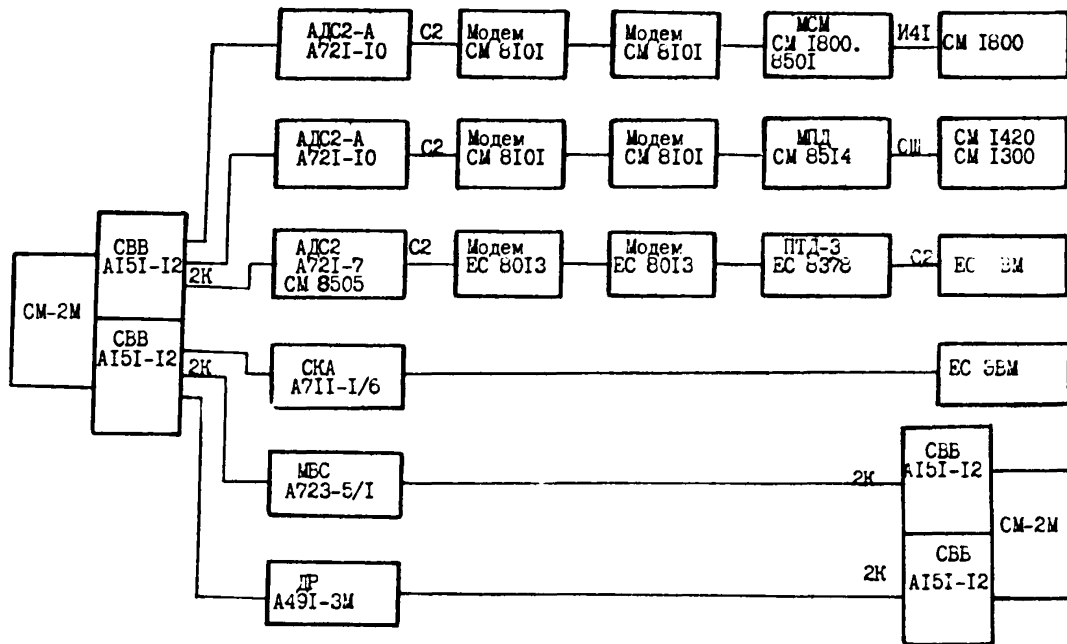 АДС2-А
А72I-I0
С2
Модем
СМ 8I0I
Модем
СМ 8I0I
МСМ
СМ I800.
850I
И4I
СМ I800
АДС2-А
А72I-I0
С2
Модем
СМ 8I0I
Модем
СМ 8I0I
МПД
СМ 85I4
СШ
СМ I420
СМ I300
АДС2
А72I-7
СМ 8505
С2
Модем
ЕС 80I3
Модем
ЕС 80I3
ПТД-3
ЕС 8378
С2
ЕС
СМ-2М
СВВ
АI5I-I2
2К
СВВ
АI5I-I2
2К
СКА
А7II-I/6
ЕС ЭВМ
МБС
А723-5/I
2К
СВБ
АI5I-I2
СМ-2М
ДР
А49I-3М
2К
СВБ
АI5I-I2